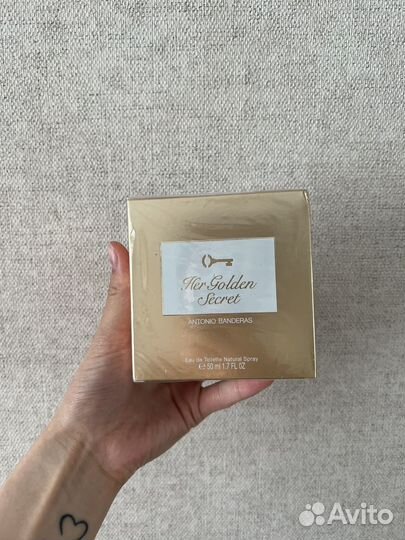 Her Golden
Secret
ANTONIO BANDERAS
Eau de Toilette Natural Spray
℮ 50 ml 1.7 FL OZ
Avito